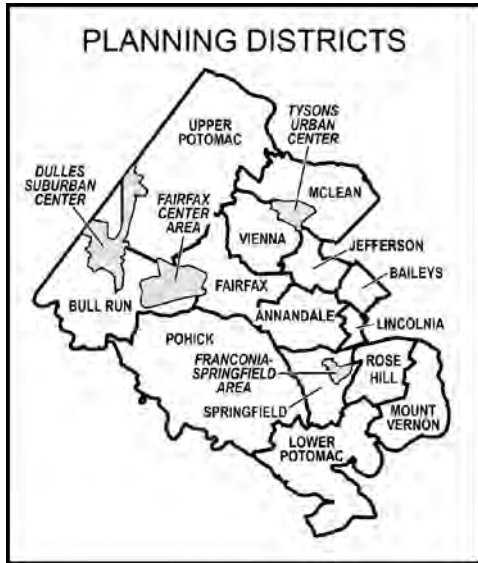 PLANNING DISTRICTS
TYSONS
URBAN
CENTER
UPPER
POTOMAC
DULLES
SUBURBAN
CENTER
FAIRFAX
CENTER
AREA
MCLEAN
VIENNA
JEFFERSON
BAILEYS
BULL RUN
FAIRFAX
ANNANDALE
LINCOLNIA
POHICK
FRANCONIA-
SPRINGFIELD
AREA
ROSE
HILL
SPRINGFIELD
MOUNT
VERNON
LOWER
POTOMAC